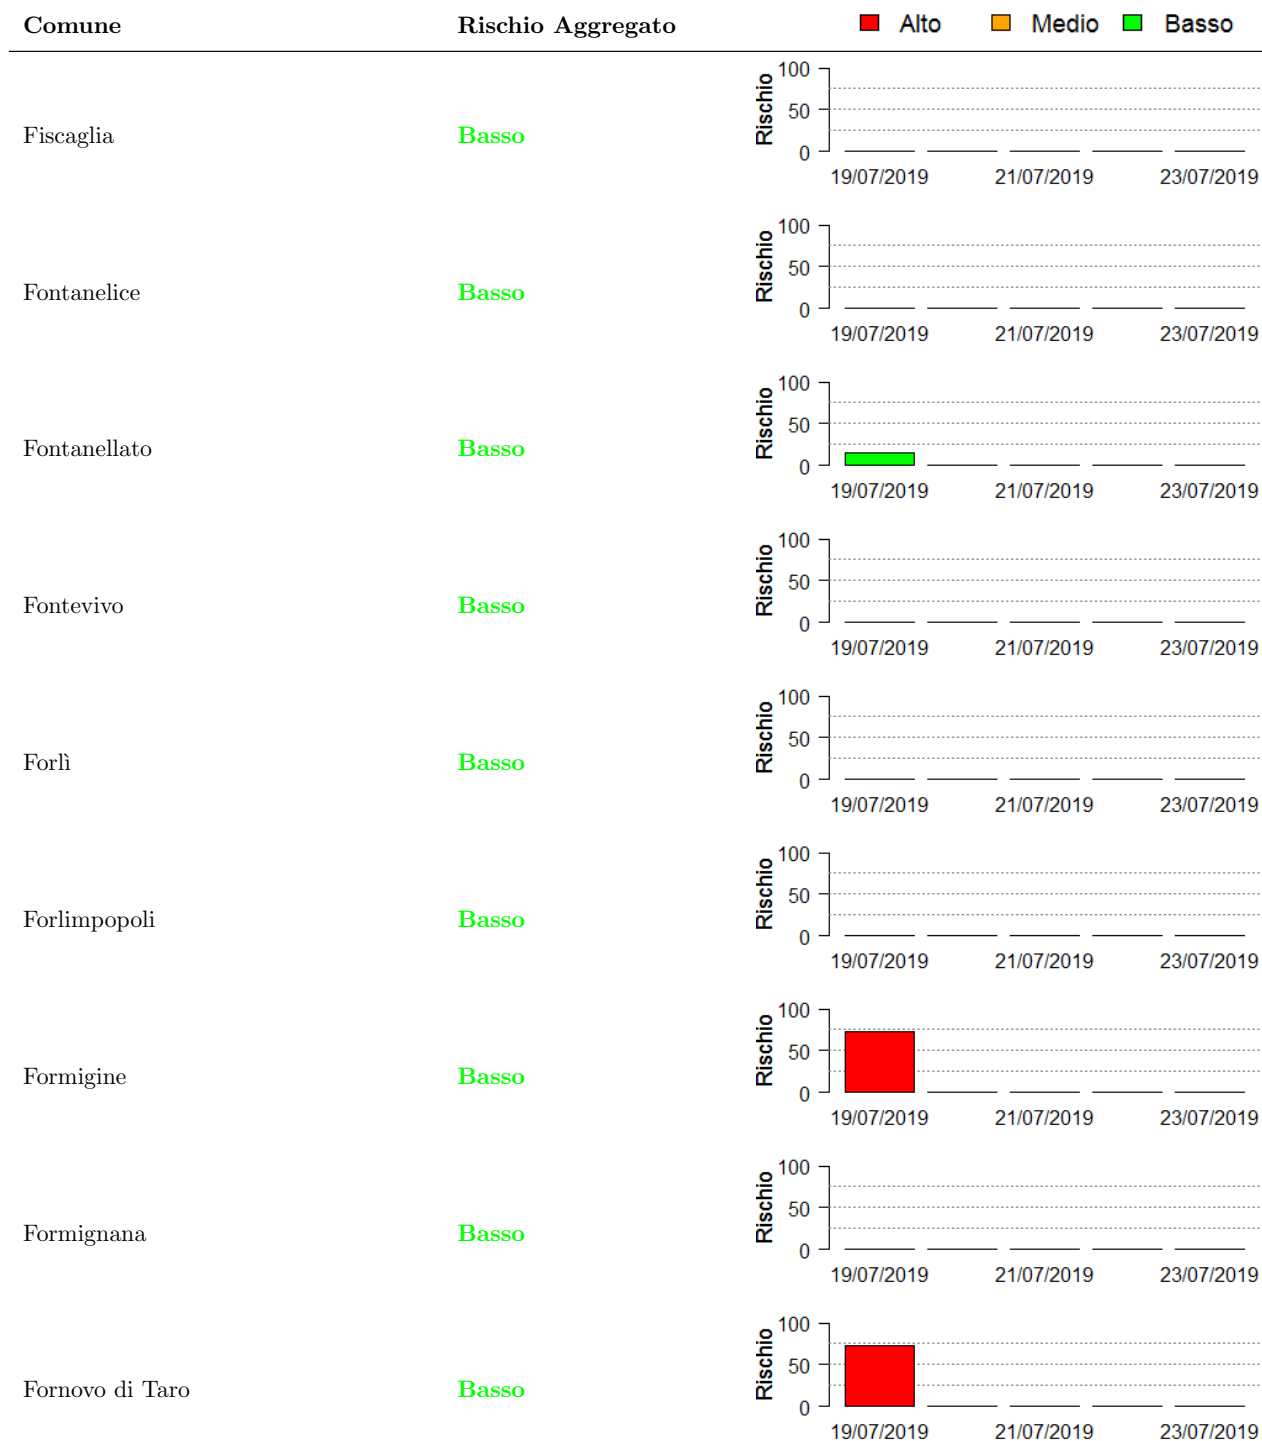 Comune Rischio Aggregato Alto Medio Basso
Fiscaglia Basso
Rischio
100
50
0
19/07/2019 21/07/2019 23/07/2019
Fontanelice Basso
Rischio
100
50
0
19/07/2019 21/07/2019 23/07/2019
Fontanellato Basso
Rischio
100
50
0
19/07/2019 21/07/2019 23/07/2019
Fontevivo Basso
Rischio
100
50
0
19/07/2019 21/07/2019 23/07/2019
Forlì Basso
Rischio
100
50
0
19/07/2019 21/07/2019 23/07/2019
Forlimpopoli Basso
Rischio
100
50
0
19/07/2019 21/07/2019 23/07/2019
Formigine Basso
Rischio
100
50
0
19/07/2019 21/07/2019 23/07/2019
Formignana Basso
Rischio
100
50
0
19/07/2019 21/07/2019 23/07/2019
Fornovo di Taro Basso
Rischio
100
50
0
19/07/2019 21/07/2019 23/07/2019